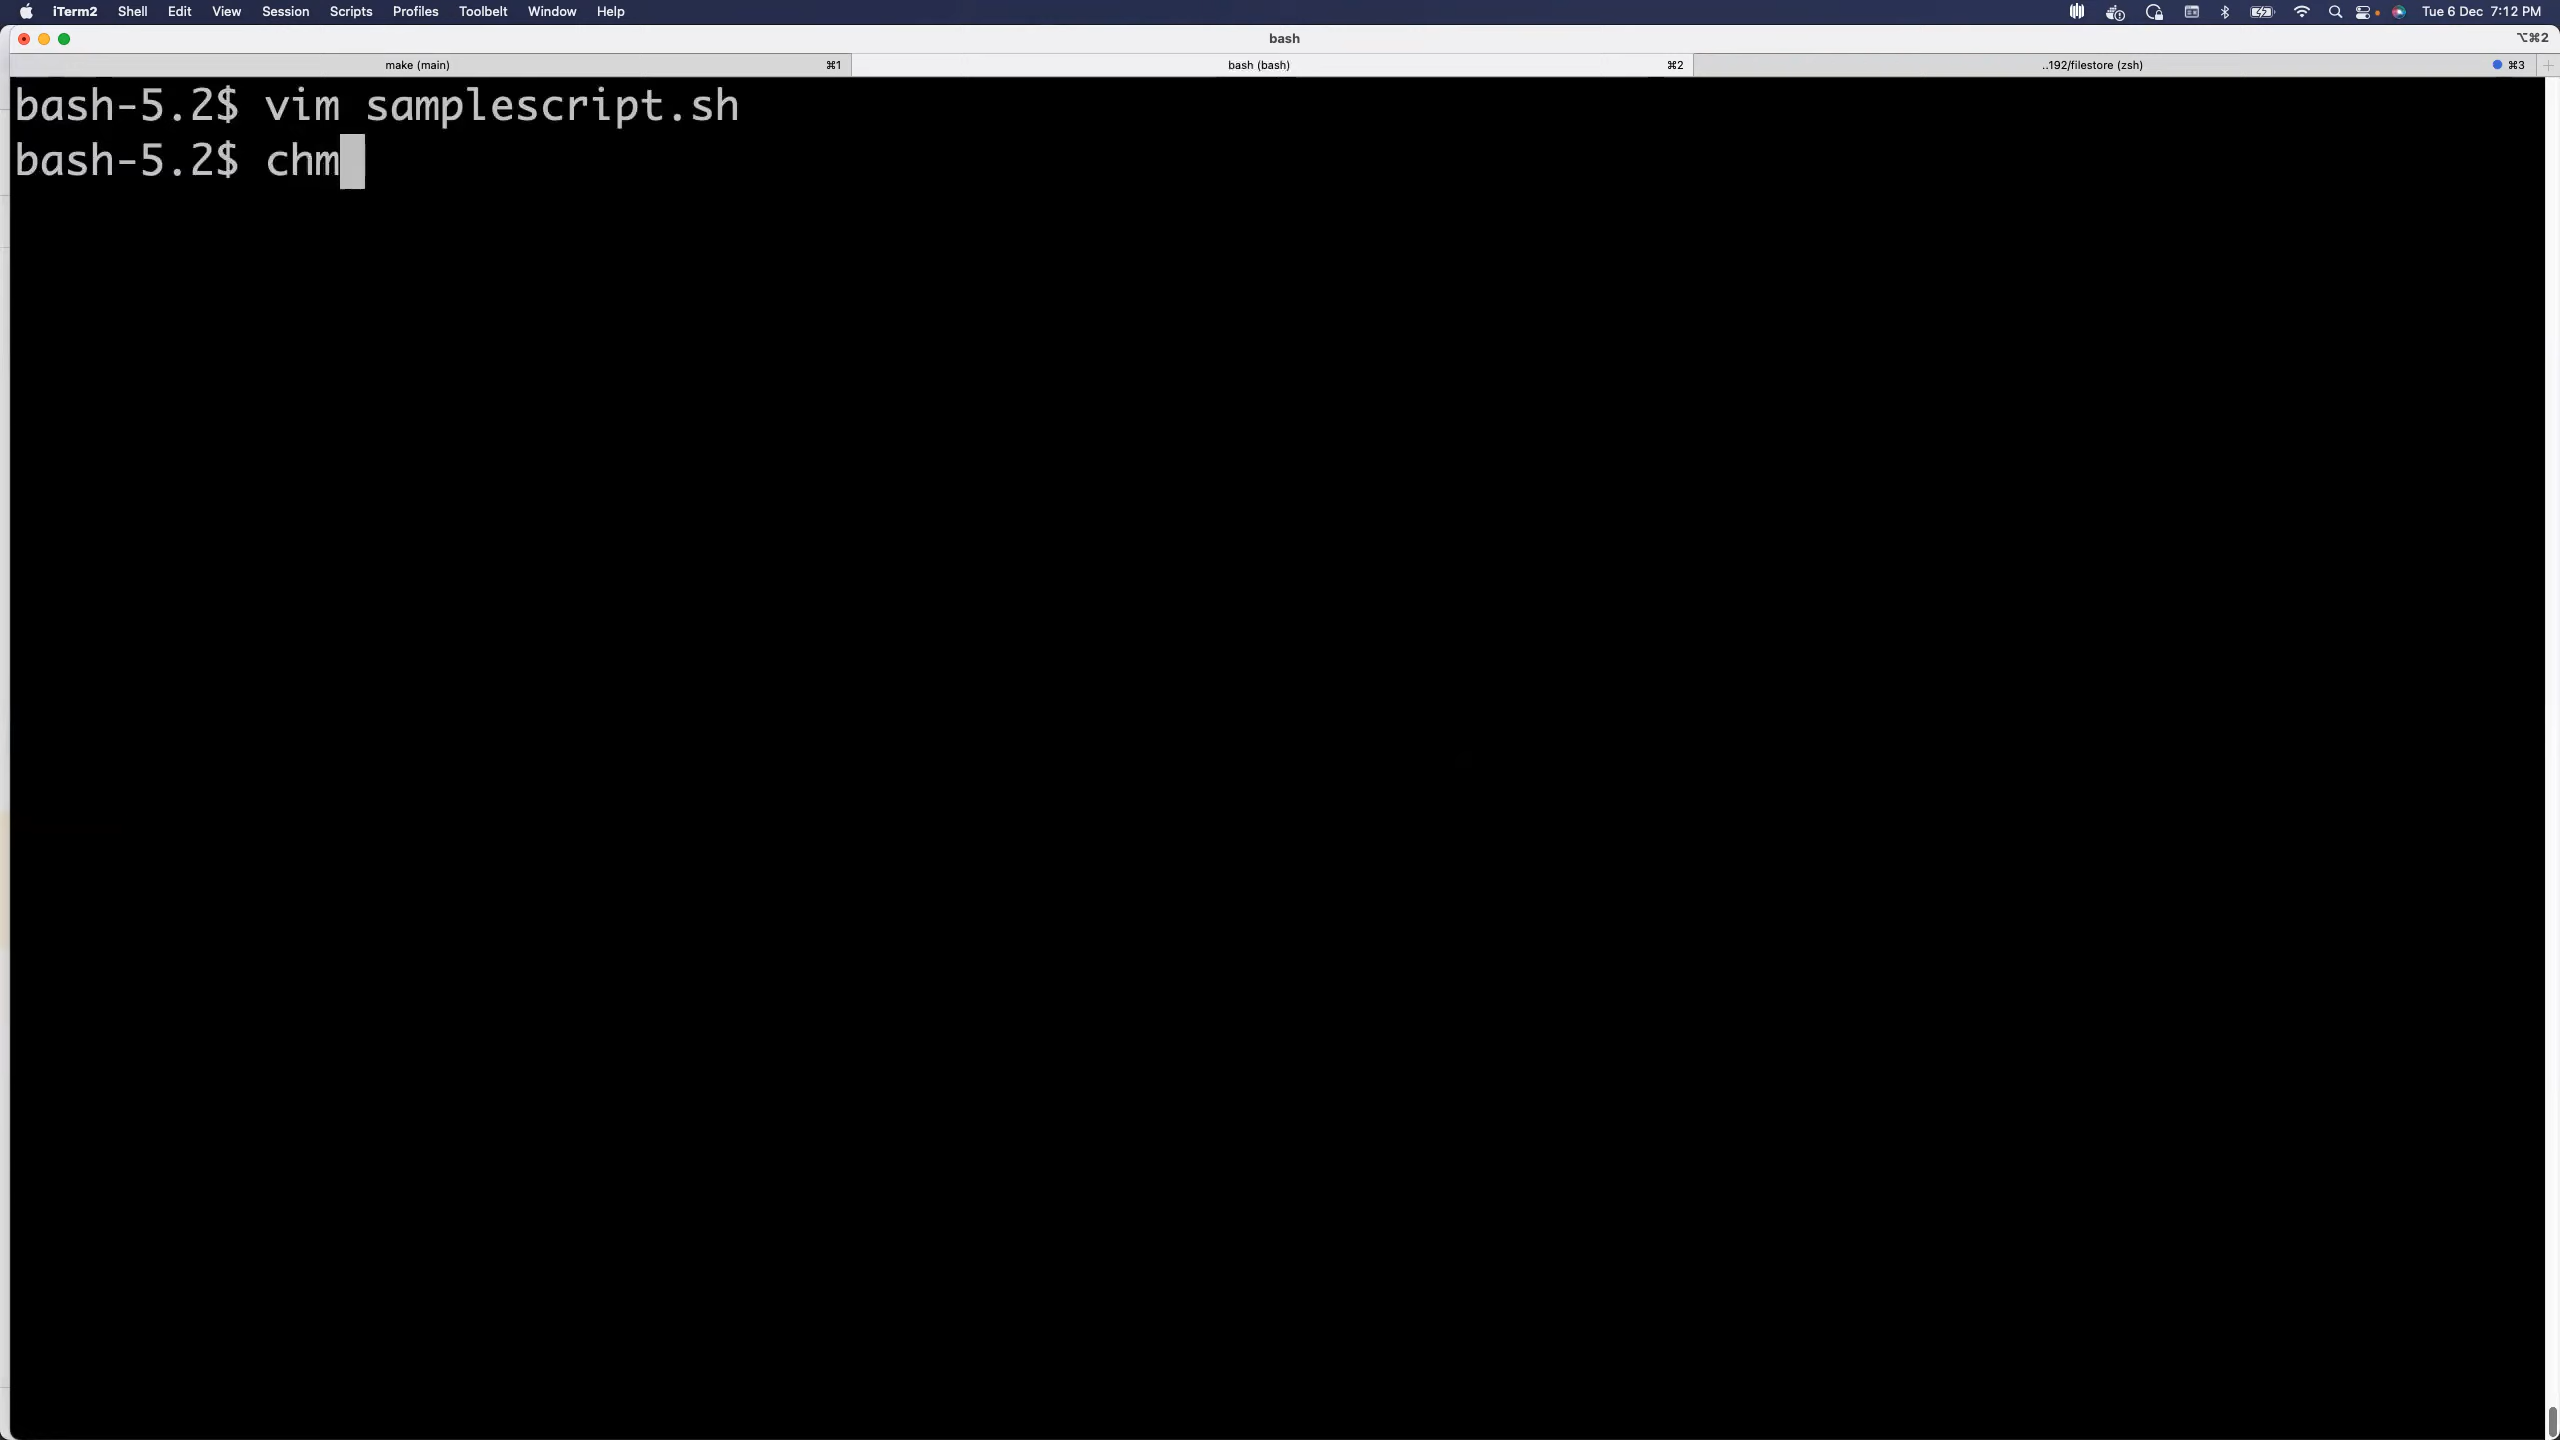 iTerm2 Shell Edit View Session Scripts Profiles Toolbelt Window Help Tue 6 Dec 7:12 PM
bash ⌥⌘2
make (main) ⌘1 bash (bash) ⌘2 ..192/filestore (zsh) ⌘3
bash-5.2$ vim samplescript.sh
bash-5.2$ chm